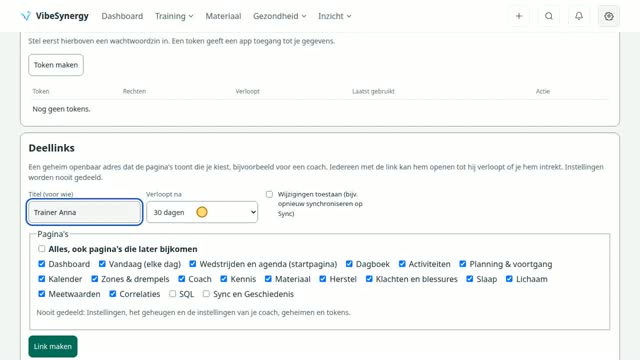 VibeSynergy Dashboard Training Materiaal Gezondheid Inzicht
Stel eerst hierboven een wachtwoordzin in. Een token geeft een app toegang tot je gegevens.
Token maken
Token Rechten Verloopt Laatst gebruikt Actie
Nog geen tokens.
Deellinks
Een geheim openbaar adres dat de pagina's toont die je kiest, bijvoorbeeld voor een coach. Iedereen met de link kan hem openen tot hij verloopt of je hem intrekt. Instellingen
worden nooit gedeeld.
Titel (voor wie)
Trainer Anna
Verloopt na
30 dagen
Wijzigingen toestaan (bijv.
opnieuw synchroniseren op
Sync)
Pagina's
Alles, ook pagina's die later bijkomen
Dashboard Vandaag (elke dag) Wedstrijden en agenda (startpagina) Dagboek Activiteiten Planning & voortgang
Kalender Zones & drempels Coach Kennis Materiaal Herstel Klachten en blessures Slaap Lichaam
Meetwaarden Correlaties SQL Sync en Geschiedenis
Nooit gedeeld: Instellingen, het geheugen en de instellingen van je coach, geheimen en tokens.
Link maken